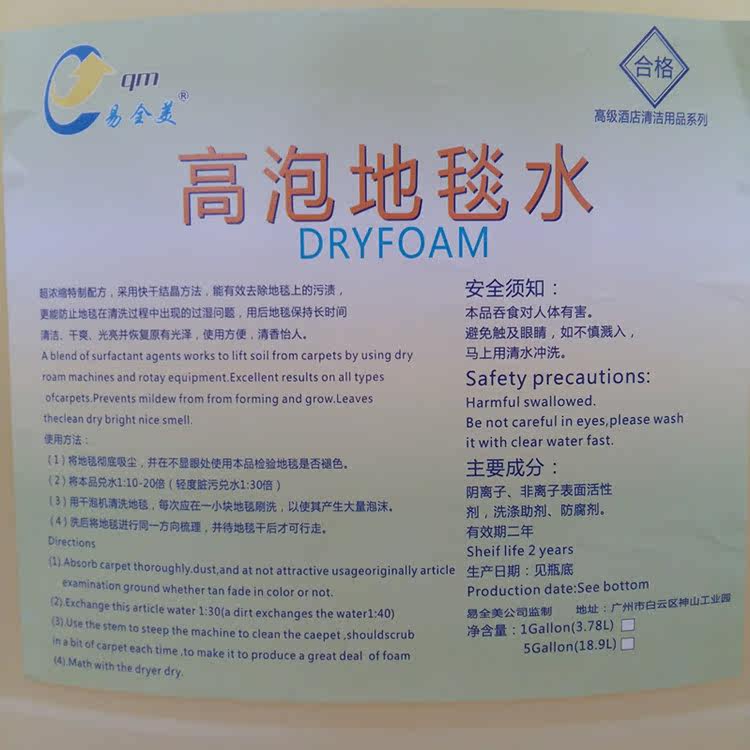 qm
易全美®
合格
高级酒店清洁用品系列
高泡地毯水
DRYFOAM
超浓缩特制配方，采用快干结晶方法，能有效去除地毯上的污渍，
更能防止地毯在清洗过程中出现的过湿问题，用后地毯保持长时间
清洁、干爽、光亮并恢复原有光泽，使用方便，清香怡人。
A blend of surfactant agents works to lift soil from carpets by using dry
roam machines and rotay equipment.Excellent results on all types
ofcarpets.Prevents mildew from from forming and grow.Leaves
theclean dry bright nice smell.
使用方法：
(1)将地毯彻底吸尘，并在不显眼处使用本品检验地毯是否褪色。
(2)将本品兑水1:10-20倍（轻度脏污兑水1:30倍）
(3)用干泡机清洗地毯，每次应在一小块地毯刷洗，以使其产生大量泡沫。
(4)洗后将地毯进行同一方向梳理，并待地毯干后才可行走。
Directions
(1).Absorb carpet thoroughly.dust,and at not attractive usageoriginally article
examination ground whether tan fade in color or not.
(2).Exchange this article water 1:30(a dirt exchanges the water1:40)
(3).Use the stem to steep the machine to clean the caepet ,shouldscrub
in a bit of carpet each time ,to make it to produce a great deal of foam
(4).Math with the dryer dry.
安全须知：
本品吞食对人体有害。
避免触及眼睛，如不慎溅入，
马上用清水冲洗。
Safety precautions:
Harmful swallowed.
Be not careful in eyes,please wash
it with clear water fast.
主要成分：
阴离子、非离子表面活性
剂，洗涤助剂、防腐剂。
有效期二年
Sheif life 2 years
生产日期：见瓶底
Production date:See bottom
易全美公司监制 地址：广州市白云区神山工业园
净含量：1Gallon(3.78L)
5Gallon(18.9L)